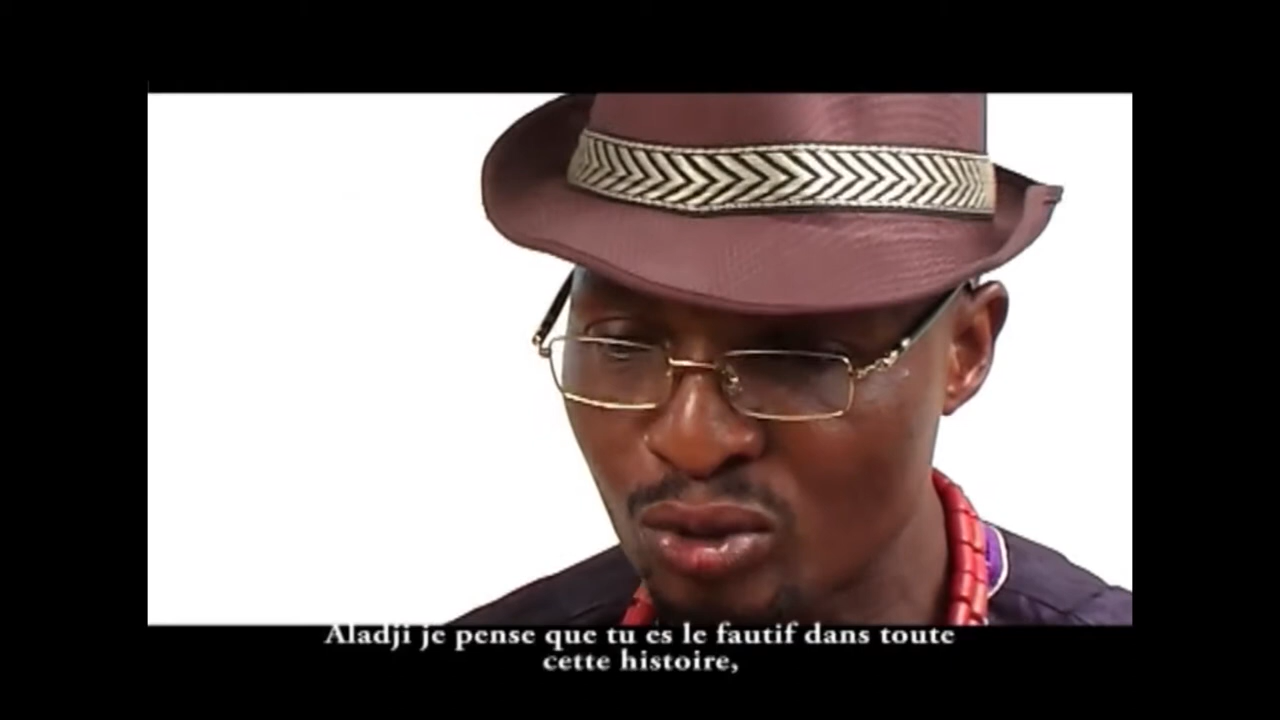 Aladji je pense que tu es le fautif dans toute
cette histoire,